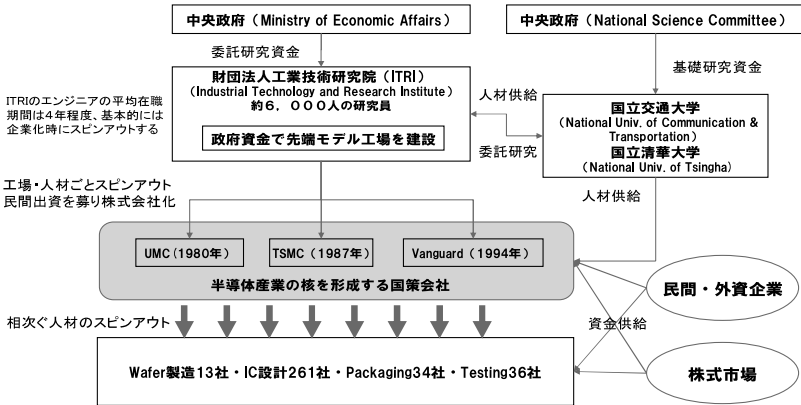 中央政府（Ministry of Economic Affairs）
中央政府（National Science Committee）
委託研究資金
基礎研究資金
財団法人工業技術研究院（ITRI）
（Industrial Technology and Research Institute）
約６，０００人の研究員
政府資金で先端モデル工場を建設
ITRIのエンジニアの平均在職
期間は４年程度、基本的には
企業化時にスピンアウトする
人材供給
委託研究
国立交通大学
（National Univ. of Communication &
Transportation）
国立清華大学
（National Univ. of Tsingha）
人材供給
工場・人材ごとスピンアウト
民間出資を募り株式会社化
UMC（1980年）
TSMC（1987年）
Vanguard（1994年）
半導体産業の核を形成する国策会社
民間・外資企業
相次ぐ人材のスピンアウト
資金供給
Wafer製造13社・IC設計261社・Packaging34社・Testing36社
株式市場